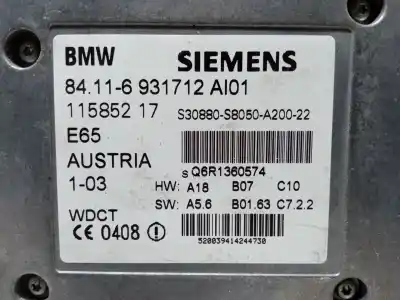 BMW SIEMENS
84.11-6 931712 AI01
115852 17 S30880-S8050-A200-22
E65
AUSTRIA S Q6R1360574
1-03 HW: A18 B07 C10
WDCT SW: A5.6 B01.63 C7.2.2
CE 0408
520039414244730